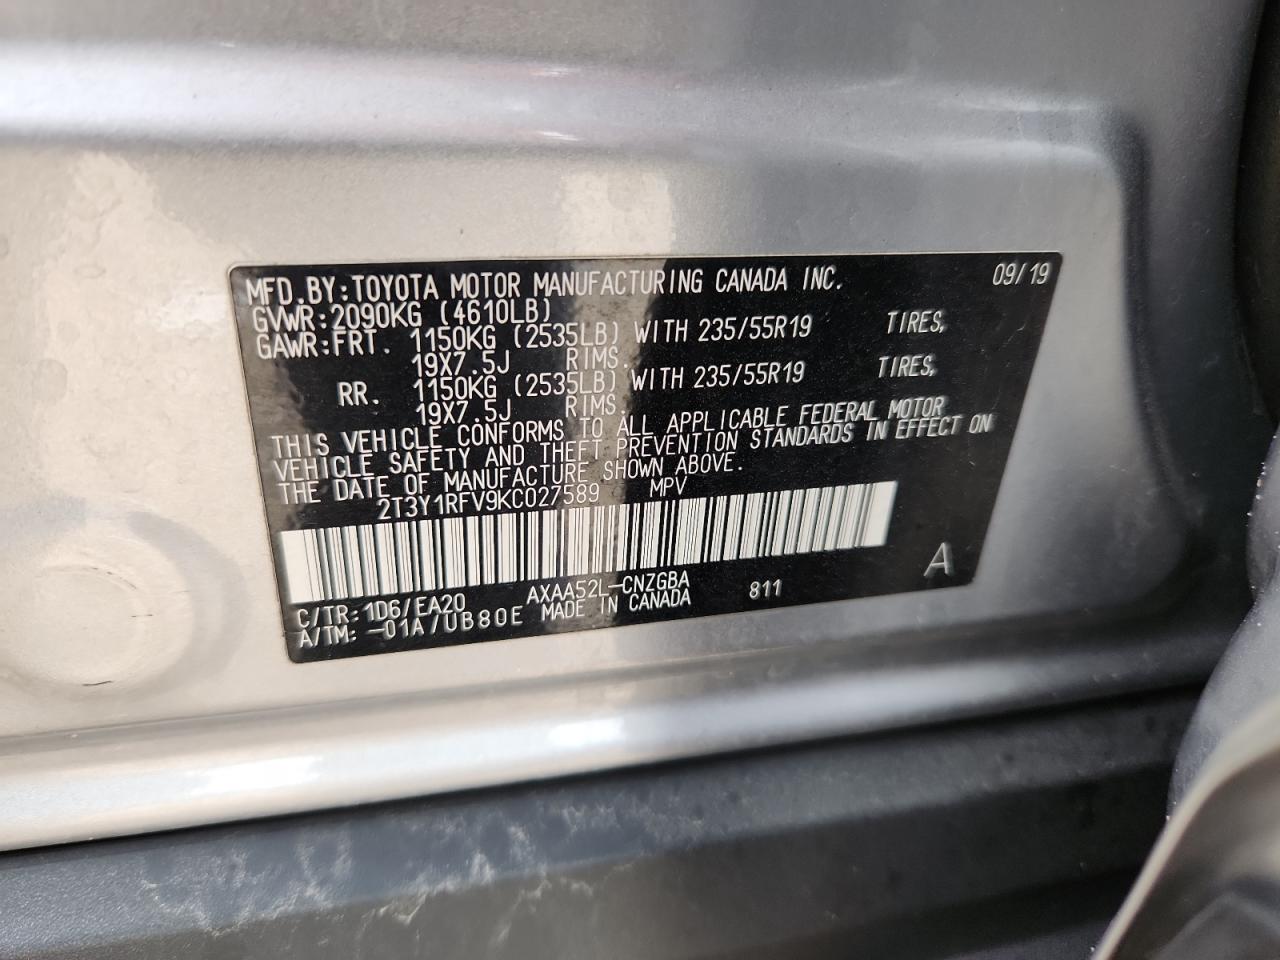 MFD.BY:TOYOTA MOTOR MANUFACTURING CANADA INC. 09/19
GVWR:2090KG (4610LB)
GAWR:FRT. 1150KG (2535LB) WITH 235/55R19 TIRES,
19X7.5J RIMS.
RR. 1150KG (2535LB) WITH 235/55R19 TIRES,
19X7.5J RIMS.
THIS VEHICLE CONFORMS TO ALL APPLICABLE FEDERAL MOTOR
VEHICLE SAFETY AND THEFT PREVENTION STANDARDS IN EFFECT ON
THE DATE OF MANUFACTURE SHOWN ABOVE.
2T3Y1RFV9KC027589 MPV
C/TR:1D6/EA20 AXAA52L-CNZGBA 811 A
A/TM: -01A/UB80E MADE IN CANADA